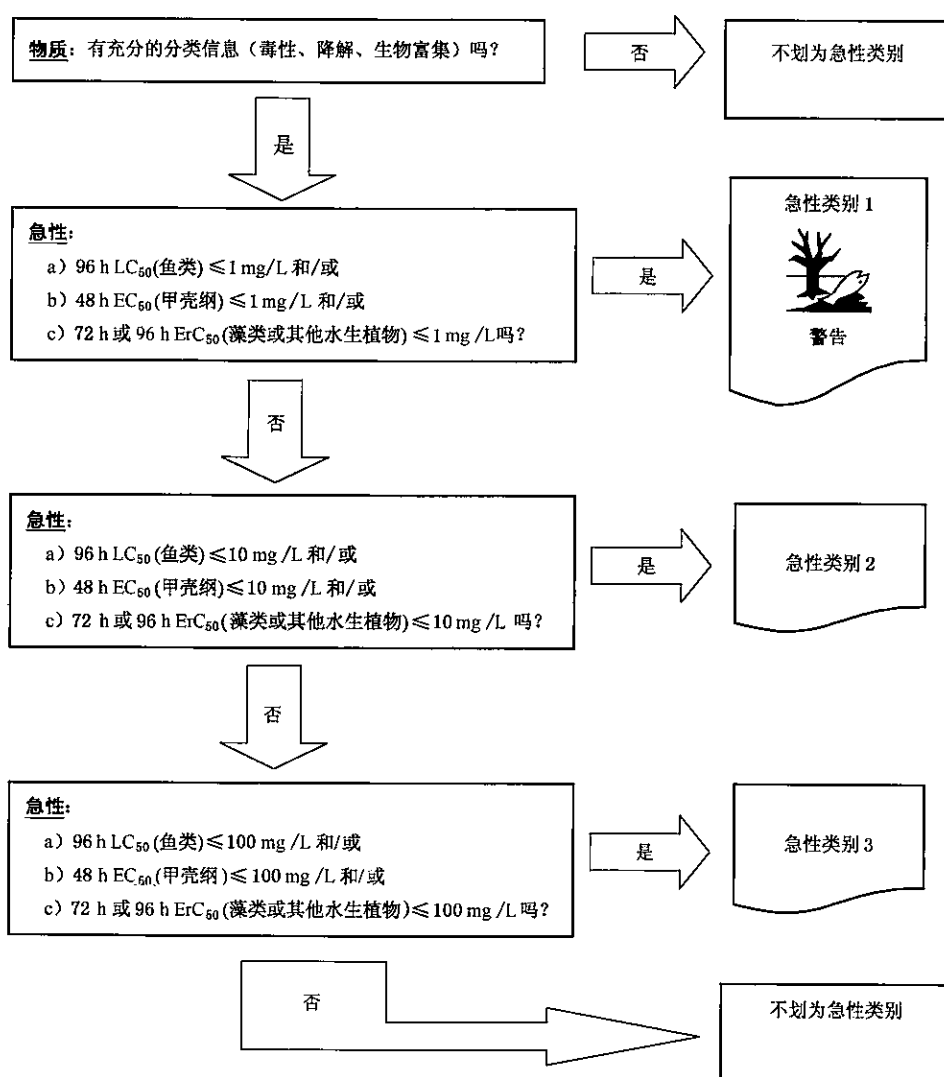 物质：有充分的分类信息（毒性、降解、生物富集）吗？
否
不划为急性类别
是
急性：
a）96 h LC₅₀(鱼类)≤1 mg/L 和/或
b）48 h EC₅₀(甲壳纲)≤1 mg/L 和/或
c）72 h 或 96 h ErC₅₀(藻类或其他水生植物)≤1 mg/L吗？
是
急性类别 1
警告
否
急性：
a）96 h LC₅₀(鱼类)≤10 mg/L 和/或
b）48 h EC₅₀(甲壳纲)≤10 mg/L 和/或
c）72 h 或 96 h ErC₅₀(藻类或其他水生植物)≤10 mg/L 吗？
是
急性类别 2
否
急性：
a）96 h LC₅₀(鱼类)≤100 mg/L 和/或
b）48 h EC₅₀(甲壳纲)≤100 mg/L 和/或
c）72 h 或 96 h ErC₅₀(藻类或其他水生植物)≤100 mg/L 吗？
是
急性类别 3
否
不划为急性类别